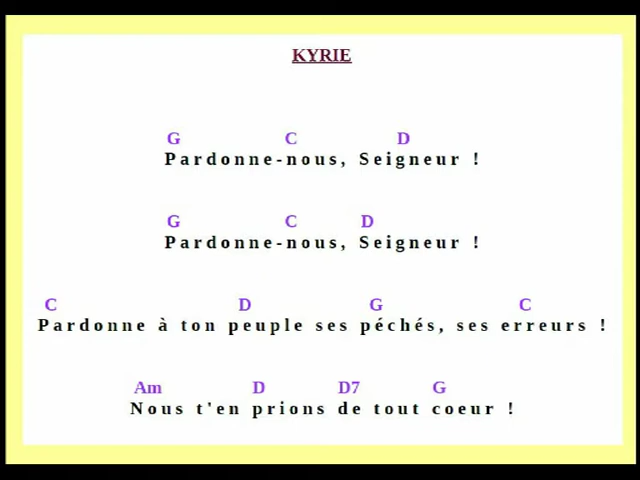 KYRIE
G C D
Pardonne-nous, Seigneur !
G C D
Pardonne-nous, Seigneur !
C D G C
Pardonne à ton peuple ses péchés, ses erreurs !
Am D D7 G
Nous t'en prions de tout coeur !